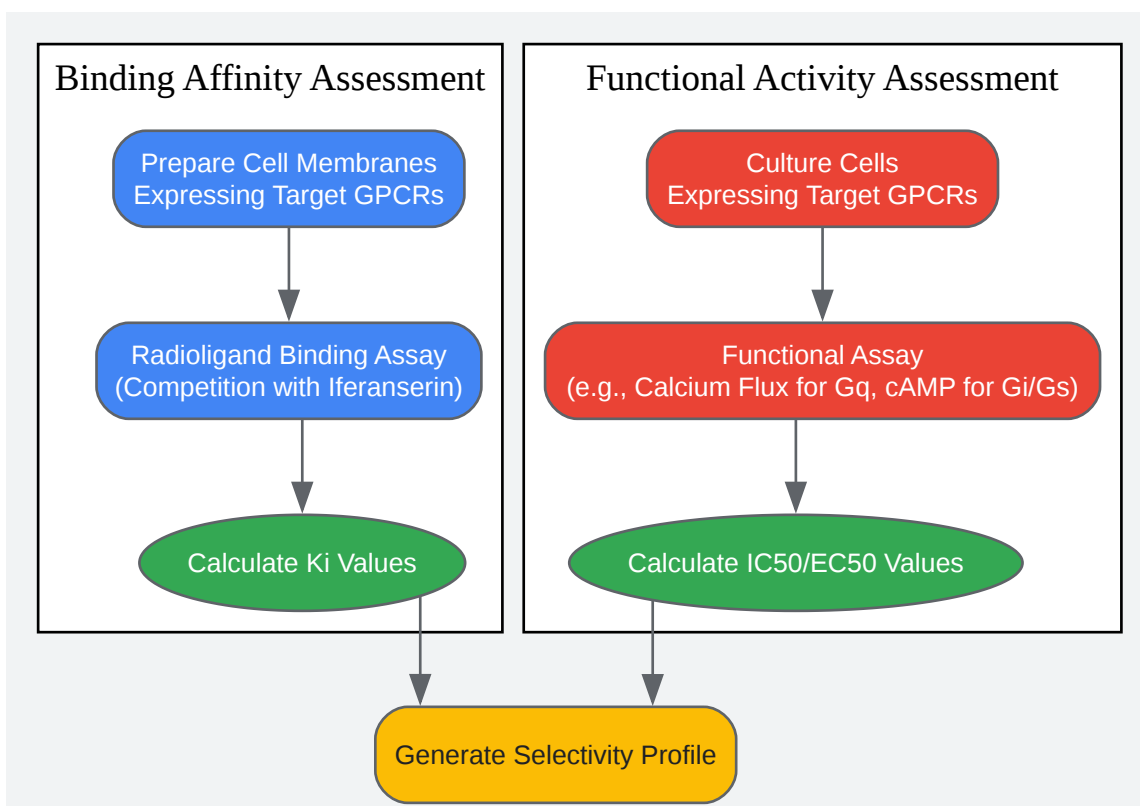 Binding Affinity Assessment
Prepare Cell Membranes
Expressing Target GPCRs
Radioligand Binding Assay
(Competition with Iferanserin)
Calculate Ki Values
Functional Activity Assessment
Culture Cells
Expressing Target GPCRs
Functional Assay
(e.g., Calcium Flux for Gq, cAMP for Gi/Gs)
Calculate IC50/EC50 Values
Generate Selectivity Profile